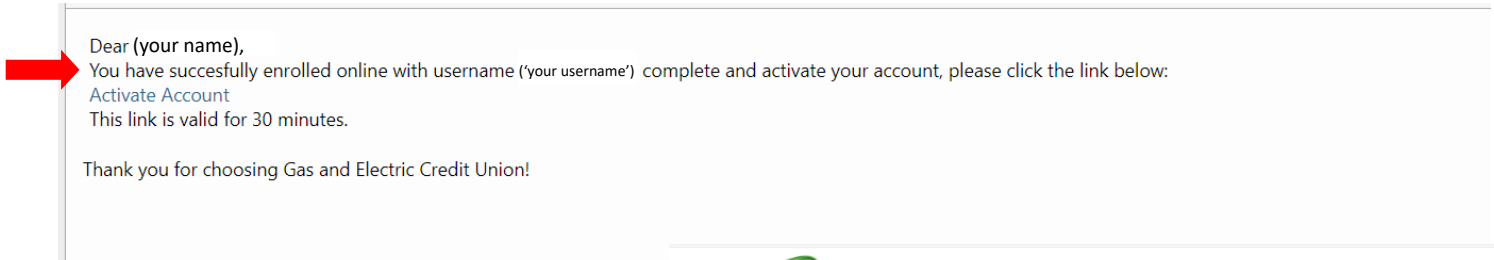 Dear (your name),
You have succesfully enrolled online with username ('your username') complete and activate your account, please click the link below:
Activate Account
This link is valid for 30 minutes.
Thank you for choosing Gas and Electric Credit Union!